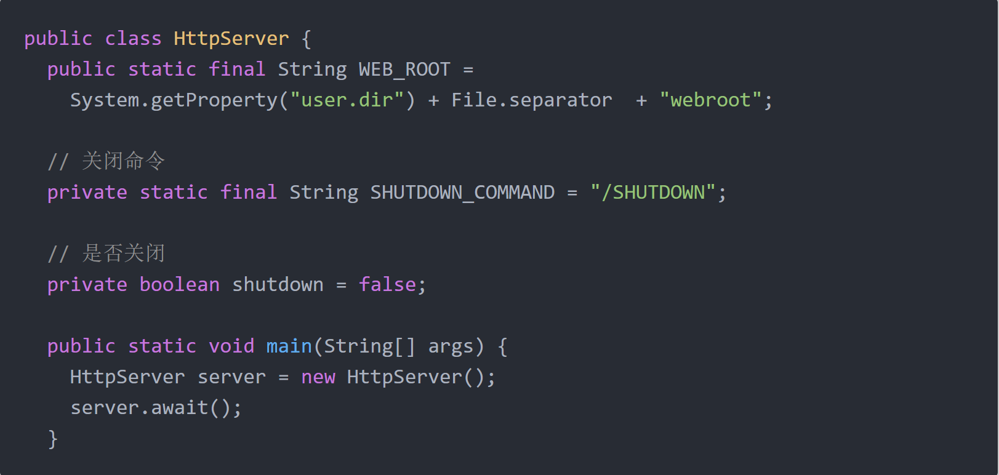 public class HttpServer {
  public static final String WEB_ROOT =
    System.getProperty("user.dir") + File.separator  + "webroot";

  // 关闭命令
  private static final String SHUTDOWN_COMMAND = "/SHUTDOWN";

  // 是否关闭
  private boolean shutdown = false;

  public static void main(String[] args) {
    HttpServer server = new HttpServer();
    server.await();
  }